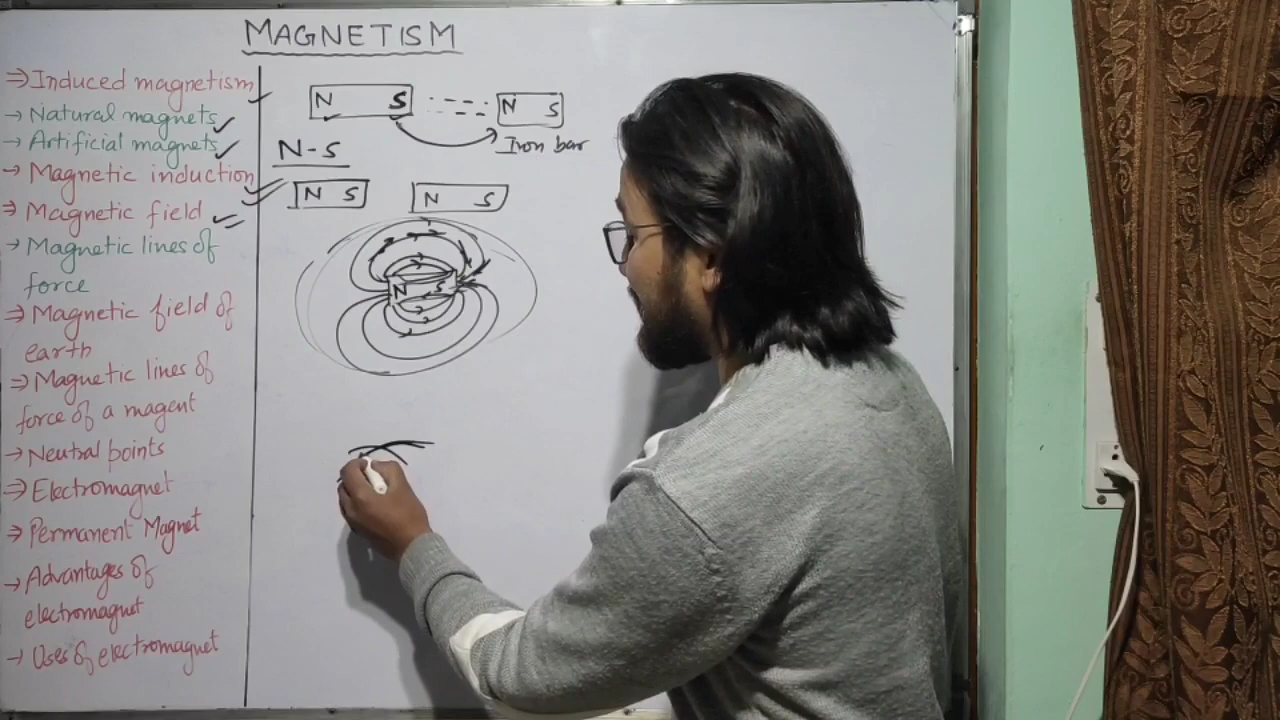 MAGNETISM
⇒ Induced magnetism
→ Natural magnets
→ Artificial magnets
⇒ Magnetic induction
⇒ Magnetic field
→ Magnetic lines of
force
⇒ Magnetic field of
earth
⇒ Magnetic lines of
force of a magent
→ Neutral points
⇒ Electromagnet
⇒ Permanent Magnet
→ Advantages of
electromagnet
→ Uses of electromagnet
N S N S
Iron bar
N-S
N S N S
N S